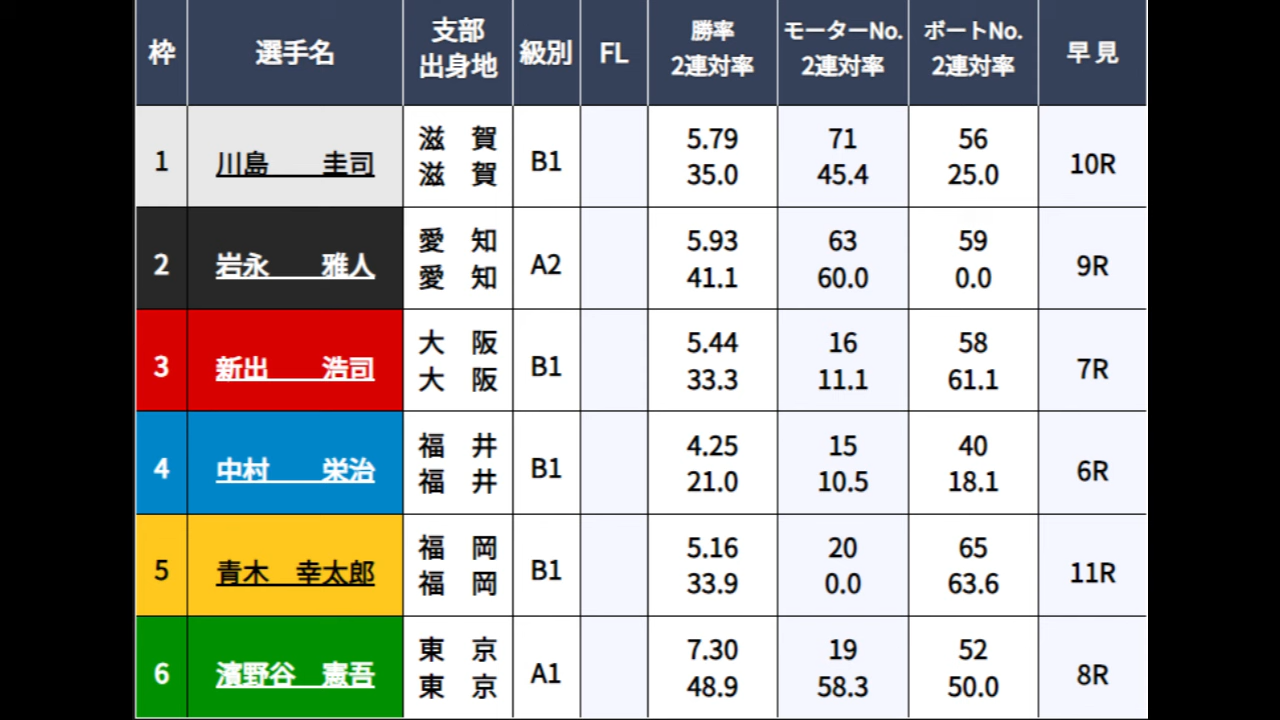 枠 選手名 支部 級別 FL 勝率 モーターNo. ボートNo. 早見
出身地 2連対率 2連対率 2連対率
1 川島 圭司 滋賀 B1 5.79 71 56 10R
滋賀 35.0 45.4 25.0
2 岩永 雅人 愛知 A2 5.93 63 59 9R
愛知 41.1 60.0 0.0
3 新出 浩司 大阪 B1 5.44 16 58 7R
大阪 33.3 11.1 61.1
4 中村 栄治 福井 B1 4.25 15 40 6R
福井 21.0 10.5 18.1
5 青木 幸太郎 福岡 B1 5.16 20 65 11R
福岡 33.9 0.0 63.6
6 濱野谷 憲吾 東京 A1 7.30 19 52 8R
東京 48.9 58.3 50.0